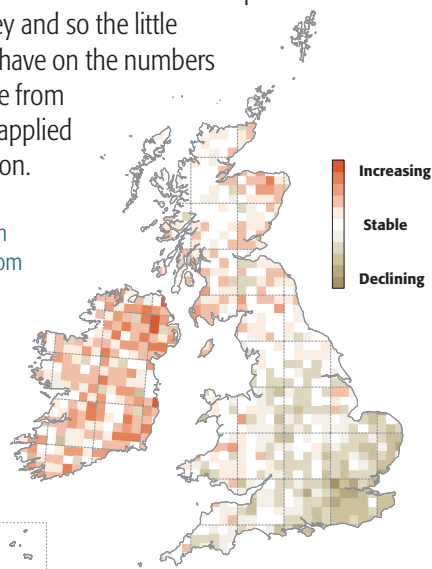 ey and so the little
have on the numbers
e from
applied
on.
n
om
Increasing
Stable
Declining